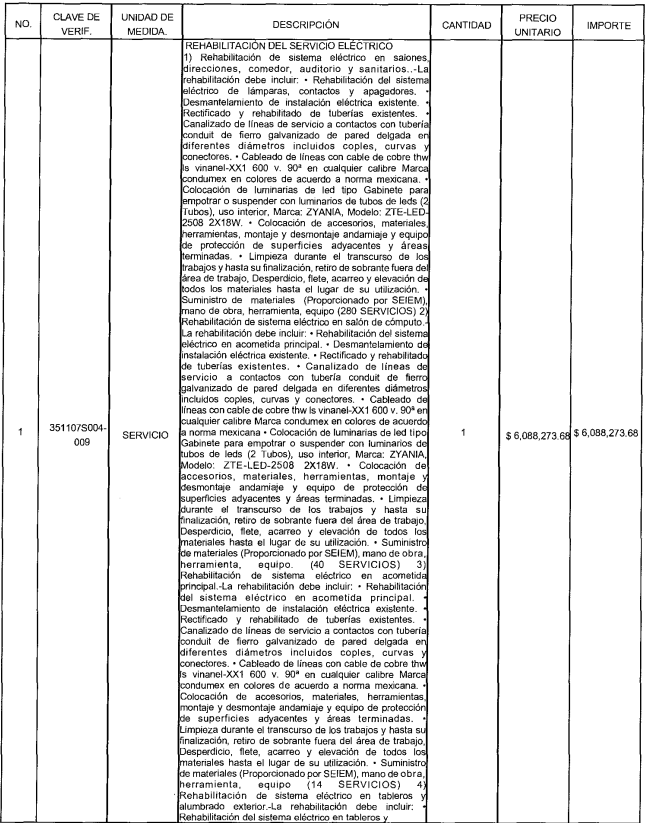 NO.
CLAVE DE
VERIF.
UNIDAD DE
MEDIDA.
DESCRIPCIÓN
CANTIDAD
PRECIO
UNITARIO
IMPORTE
1
351107S004-
009
SERVICIO
REHABILITACIÓN DEL SERVICIO ELÉCTRICO
1) Rehabilitación de sistema eléctrico en salones,
direcciones, comedor, auditorio y sanitarios..-La
rehabilitación debe incluir: • Rehabilitación del sistema
eléctrico de lámparas, contactos y apagadores. •
Desmantelamiento de instalación eléctrica existente. •
Rectificado y rehabilitado de tuberías existentes. •
Canalizado de líneas de servicio a contactos con tubería
conduit de fierro galvanizado de pared delgada en
diferentes diámetros incluidos coples, curvas y
conectores. • Cableado de líneas con cable de cobre thw
ls vinanel-XX1 600 v. 90ª en cualquier calibre Marca
condumex en colores de acuerdo a norma mexicana. •
Colocación de luminarias de led tipo Gabinete para
empotrar o suspender con luminarios de tubos de leds (2
Tubos), uso interior, Marca: ZYANIA, Modelo: ZTE-LED-
2508 2X18W. • Colocación de accesorios, materiales,
herramientas, montaje y desmontaje andamiaje y equipo
de protección de superficies adyacentes y áreas
terminadas. • Limpieza durante el transcurso de los
trabajos y hasta su finalización, retiro de sobrante fuera del
área de trabajo, Desperdicio, flete, acarreo y elevación de
todos los materiales hasta el lugar de su utilización. •
Suministro de materiales (Proporcionado por SEIEM),
mano de obra, herramienta, equipo (280 SERVICIOS) 2)
Rehabilitación de sistema eléctrico en salón de cómputo.-
La rehabilitación debe incluir: • Rehabilitación del sistema
eléctrico en acometida principal. • Desmantelamiento de
instalación eléctrica existente. • Rectificado y rehabilitado
de tuberías existentes. • Canalizado de líneas de
servicio a contactos con tubería conduit de fierro
galvanizado de pared delgada en diferentes diámetros
incluidos coples, curvas y conectores. • Cableado de
líneas con cable de cobre thw ls vinanel-XX1 600 v. 90ª en
cualquier calibre Marca condumex en colores de acuerdo
a norma mexicana • Colocación de luminarias de led tipo
Gabinete para empotrar o suspender con luminarios de
tubos de leds (2 Tubos), uso interior, Marca: ZYANIA,
Modelo: ZTE-LED-2508 2X18W. • Colocación de
accesorios, materiales, herramientas, montaje y
desmontaje andamiaje y equipo de protección de
superficies adyacentes y áreas terminadas. • Limpieza
durante el transcurso de los trabajos y hasta su
finalización, retiro de sobrante fuera del área de trabajo,
Desperdicio, flete, acarreo y elevación de todos los
materiales hasta el lugar de su utilización. • Suministro
de materiales (Proporcionado por SEIEM), mano de obra,
herramienta, equipo. (40 SERVICIOS) 3)
Rehabilitación de sistema eléctrico en acometida
principal.-La rehabilitación debe incluir: • Rehabilitación
del sistema eléctrico en acometida principal. •
Desmantelamiento de instalación eléctrica existente. •
Rectificado y rehabilitado de tuberías existentes. •
Canalizado de líneas de servicio a contactos con tubería
conduit de fierro galvanizado de pared delgada en
diferentes diámetros incluidos coples, curvas y
conectores. • Cableado de líneas con cable de cobre thw
ls vinanel-XX1 600 v. 90ª en cualquier calibre Marca
condumex en colores de acuerdo a norma mexicana. •
Colocación de accesorios, materiales, herramientas,
montaje y desmontaje andamiaje y equipo de protección
de superficies adyacentes y áreas terminadas. •
Limpieza durante el transcurso de los trabajos y hasta su
finalización, retiro de sobrante fuera del área de trabajo,
Desperdicio, flete, acarreo y elevación de todos los
materiales hasta el lugar de su utilización. • Suministro
de materiales (Proporcionado por SEIEM), mano de obra,
herramienta, equipo (14 SERVICIOS) 4)
Rehabilitación de sistema eléctrico en tableros y
alumbrado exterior.-La rehabilitación debe incluir: •
Rehabilitación del sistema eléctrico en tableros y
1
$ 6,088,273.68
$ 6,088,273.68